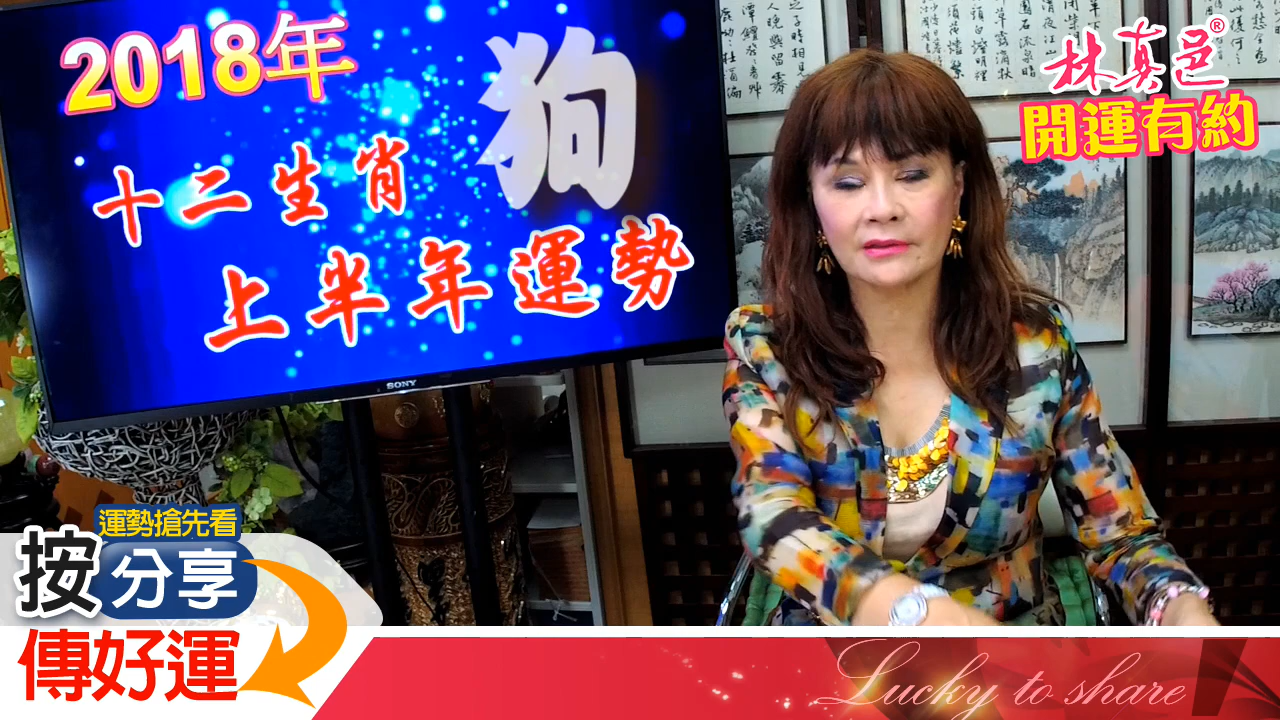 2018年
狗
十二生肖
上半年運勢
SONY
林真邑®
開運有約
運勢搶先看
按分享
傳好運
Lucky to share